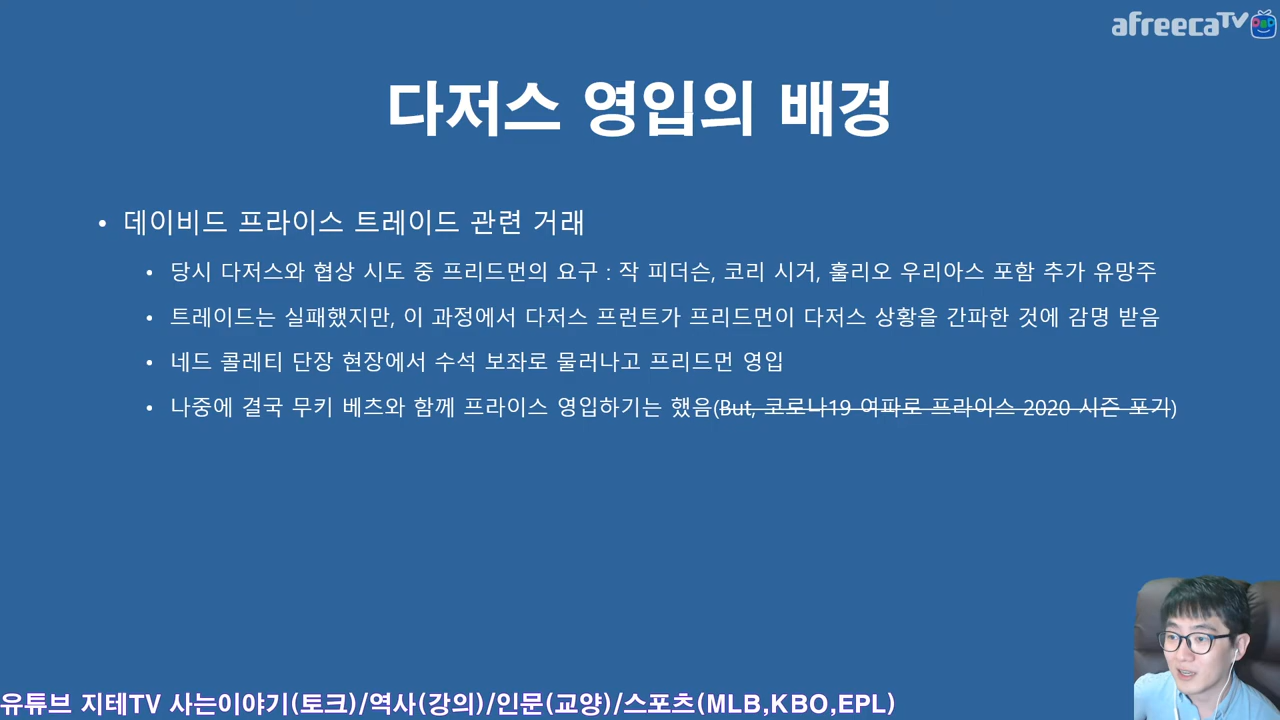 afreecaTV
다저스 영입의 배경
• 데이비드 프라이스 트레이드 관련 거래
• 당시 다저스와 협상 시도 중 프리드먼의 요구 : 작 피더슨, 코리 시거, 훌리오 우리아스 포함 추가 유망주
• 트레이드는 실패했지만, 이 과정에서 다저스 프런트가 프리드먼이 다저스 상황을 간파한 것에 감명 받음
• 네드 콜레티 단장 현장에서 수석 보좌로 물러나고 프리드먼 영입
• 나중에 결국 무키 베츠와 함께 프라이스 영입하기는 했음(But, 코로나19 여파로 프라이스 2020 시즌 포기)
유튜브 지테TV 사는이야기(토크)/역사(강의)/인문(교양)/스포츠(MLB,KBO,EPL)